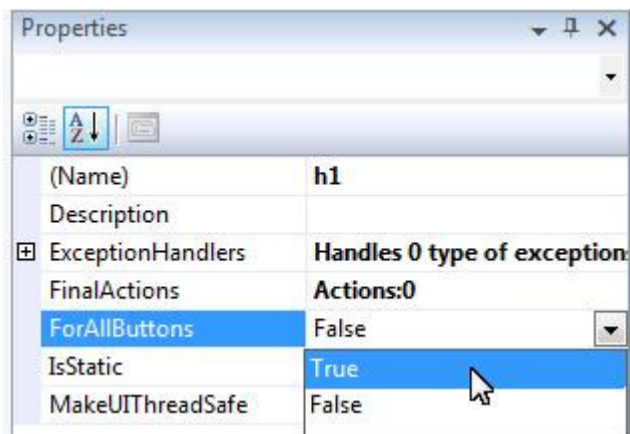 Properties
A
Z
(Name) h1
Description
ExceptionHandlers Handles 0 type of exception
FinalActions Actions:0
ForAllButtons False
IsStatic True
MakeUIThreadSafe False